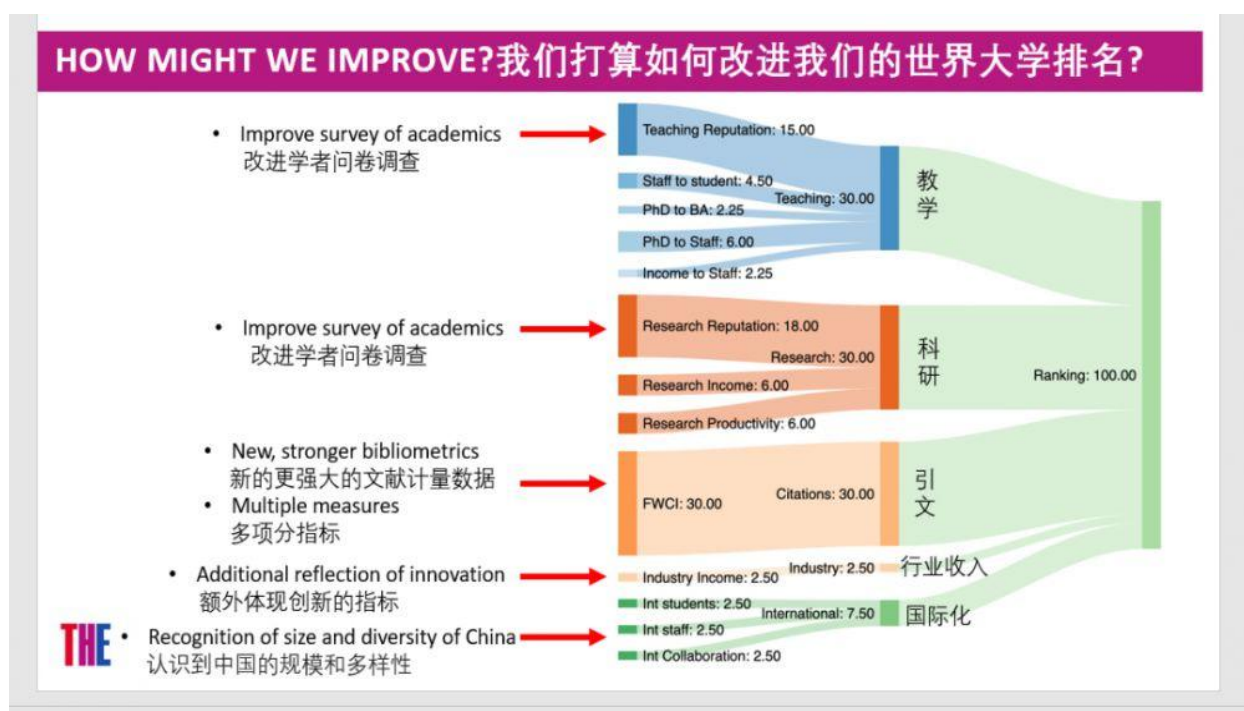 HOW MIGHT WE IMPROVE?我们打算如何改进我们的世界大学排名?
• Improve survey of academics
改进学者问卷调查
Teaching Reputation: 15.00
Staff to student: 4.50
PhD to BA: 2.25
PhD to Staff: 6.00
Income to Staff: 2.25
Teaching: 30.00
教
学
• Improve survey of academics
改进学者问卷调查
Research Reputation: 18.00
Research Income: 6.00
Research Productivity: 6.00
Research: 30.00
科
研
Ranking: 100.00
• New, stronger bibliometrics
新的更强大的文献计量数据
• Multiple measures
多项分指标
FWCI: 30.00
Citations: 30.00
引
文
• Additional reflection of innovation
额外体现创新的指标
Industry Income: 2.50
Industry: 2.50
行业收入
• Recognition of size and diversity of China
认识到中国的规模和多样性
Int students: 2.50
Int staff: 2.50
Int Collaboration: 2.50
International: 7.50
国际化
THE